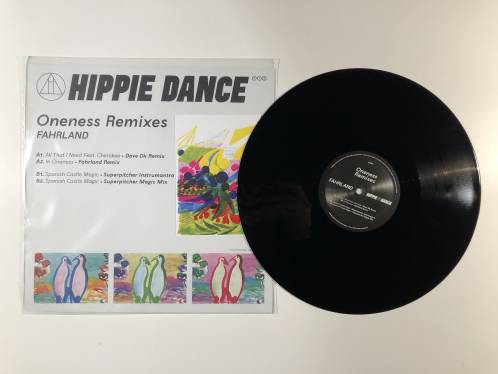 HIPPIE DANCE
Oneness Remixes
FAHRLAND
A1. All That I Need Feat. Cherokee • Dave Dk Remix
A2. In Oneness • Fahrland Remix
B1. Spanish Castle Magic • Superpitcher Instrumantra
B2. Spanish Castle Magic • Superpitcher Magic Mix
Oneness
Remixes
FAHRLAND
HIPPIE DANCE